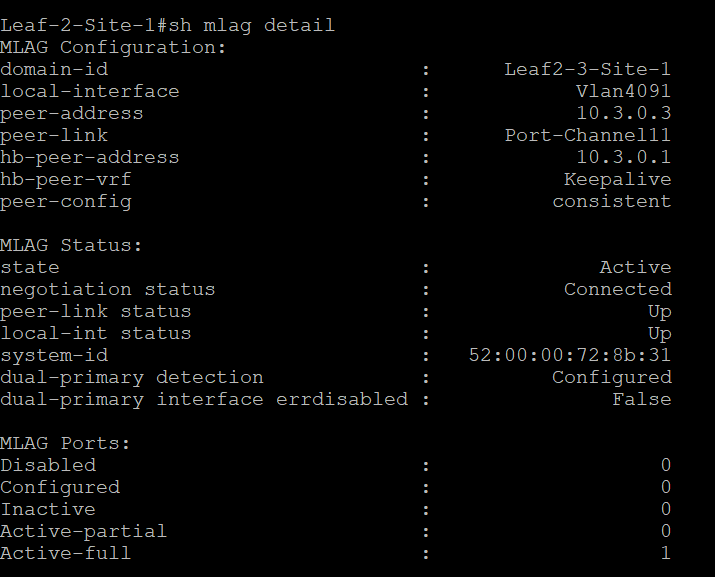 Leaf-2-Site-1#sh mlag detail
MLAG Configuration:
domain-id                          :      Leaf2-3-Site-1
local-interface                    :            Vlan4091
peer-address                       :            10.3.0.3
peer-link                          :      Port-Channel11
hb-peer-address                    :            10.3.0.1
hb-peer-vrf                        :           Keepalive
peer-config                        :          consistent

MLAG Status:
state                              :              Active
negotiation status                 :           Connected
peer-link status                   :                  Up
local-int status                   :                  Up
system-id                          :   52:00:00:72:8b:31
dual-primary detection             :          Configured
dual-primary interface errdisabled :               False

MLAG Ports:
Disabled                           :                   0
Configured                         :                   0
Inactive                           :                   0
Active-partial                     :                   0
Active-full                        :                   1